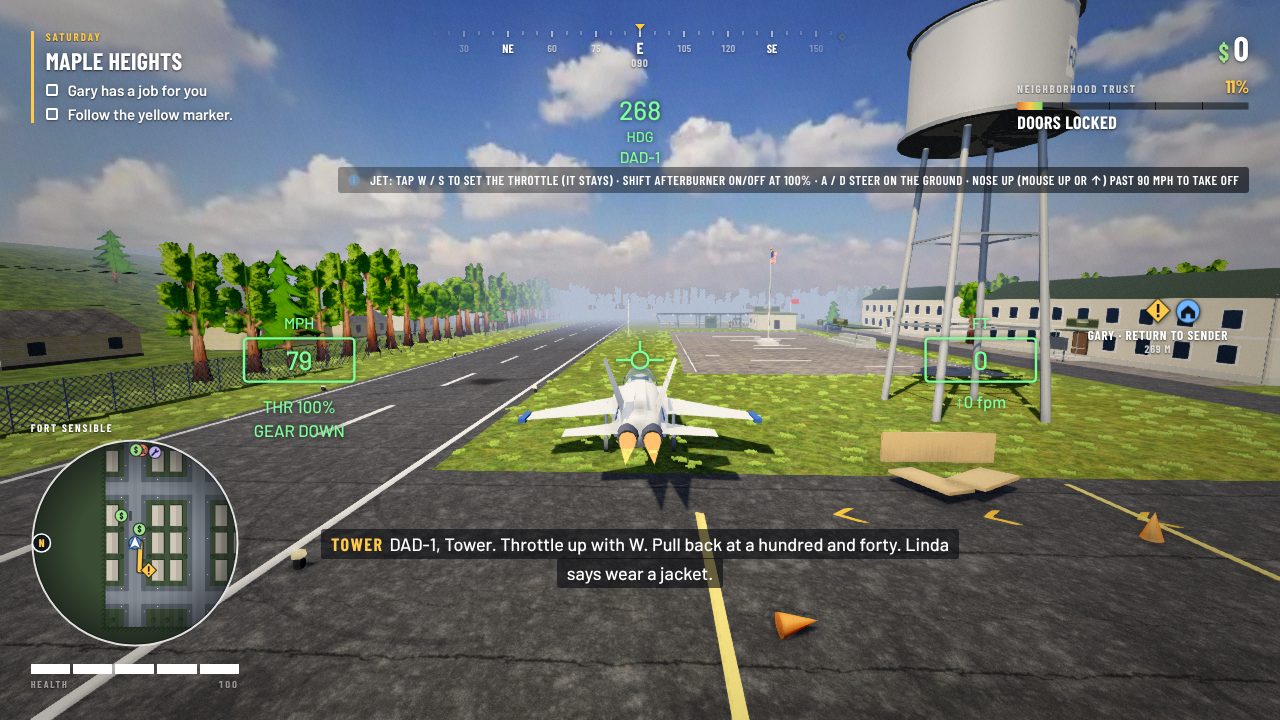 SATURDAY
MAPLE HEIGHTS
Gary has a job for you
Follow the yellow marker.
30 NE 60 75 E 105 120 SE 150
090
268
HDG
DAD-1
$0
NEIGHBORHOOD TRUST 11%
DOORS LOCKED
JET: TAP W / S TO SET THE THROTTLE (IT STAYS) · SHIFT AFTERBURNER ON/OFF AT 100% · A / D STEER ON THE GROUND · NOSE UP (MOUSE UP OR ↑) PAST 90 MPH TO TAKE OFF
MPH
79
THR 100%
GEAR DOWN
FT
0
↑0 fpm
GARY · RETURN TO SENDER
269 M
FORT SENSIBLE
N
TOWER DAD-1, Tower. Throttle up with W. Pull back at a hundred and forty. Linda
says wear a jacket.
HEALTH 100